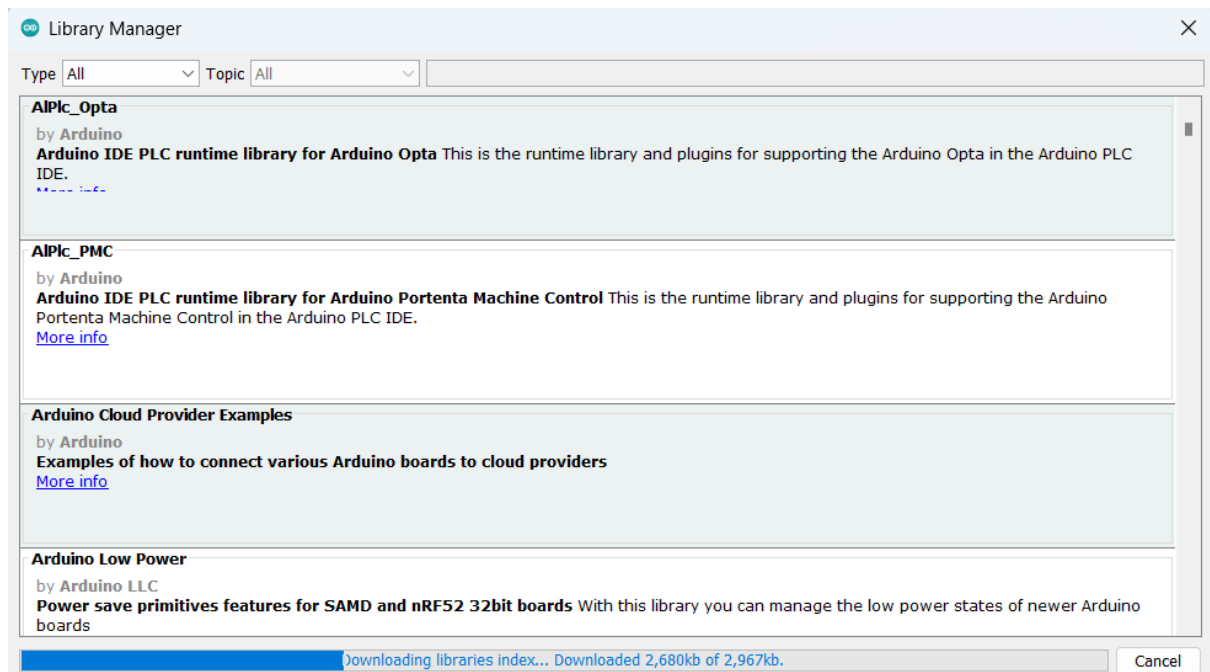 Library Manager
Type All Topic All
AlPlc_Opta
by Arduino
Arduino IDE PLC runtime library for Arduino Opta This is the runtime library and plugins for supporting the Arduino Opta in the Arduino PLC
IDE.
More info
AlPlc_PMC
by Arduino
Arduino IDE PLC runtime library for Arduino Portenta Machine Control This is the runtime library and plugins for supporting the Arduino
Portenta Machine Control in the Arduino PLC IDE.
More info
Arduino Cloud Provider Examples
by Arduino
Examples of how to connect various Arduino boards to cloud providers
More info
Arduino Low Power
by Arduino LLC
Power save primitives features for SAMD and nRF52 32bit boards With this library you can manage the low power states of newer Arduino
boards
Downloading libraries index... Downloaded 2,680kb of 2,967kb.
Cancel